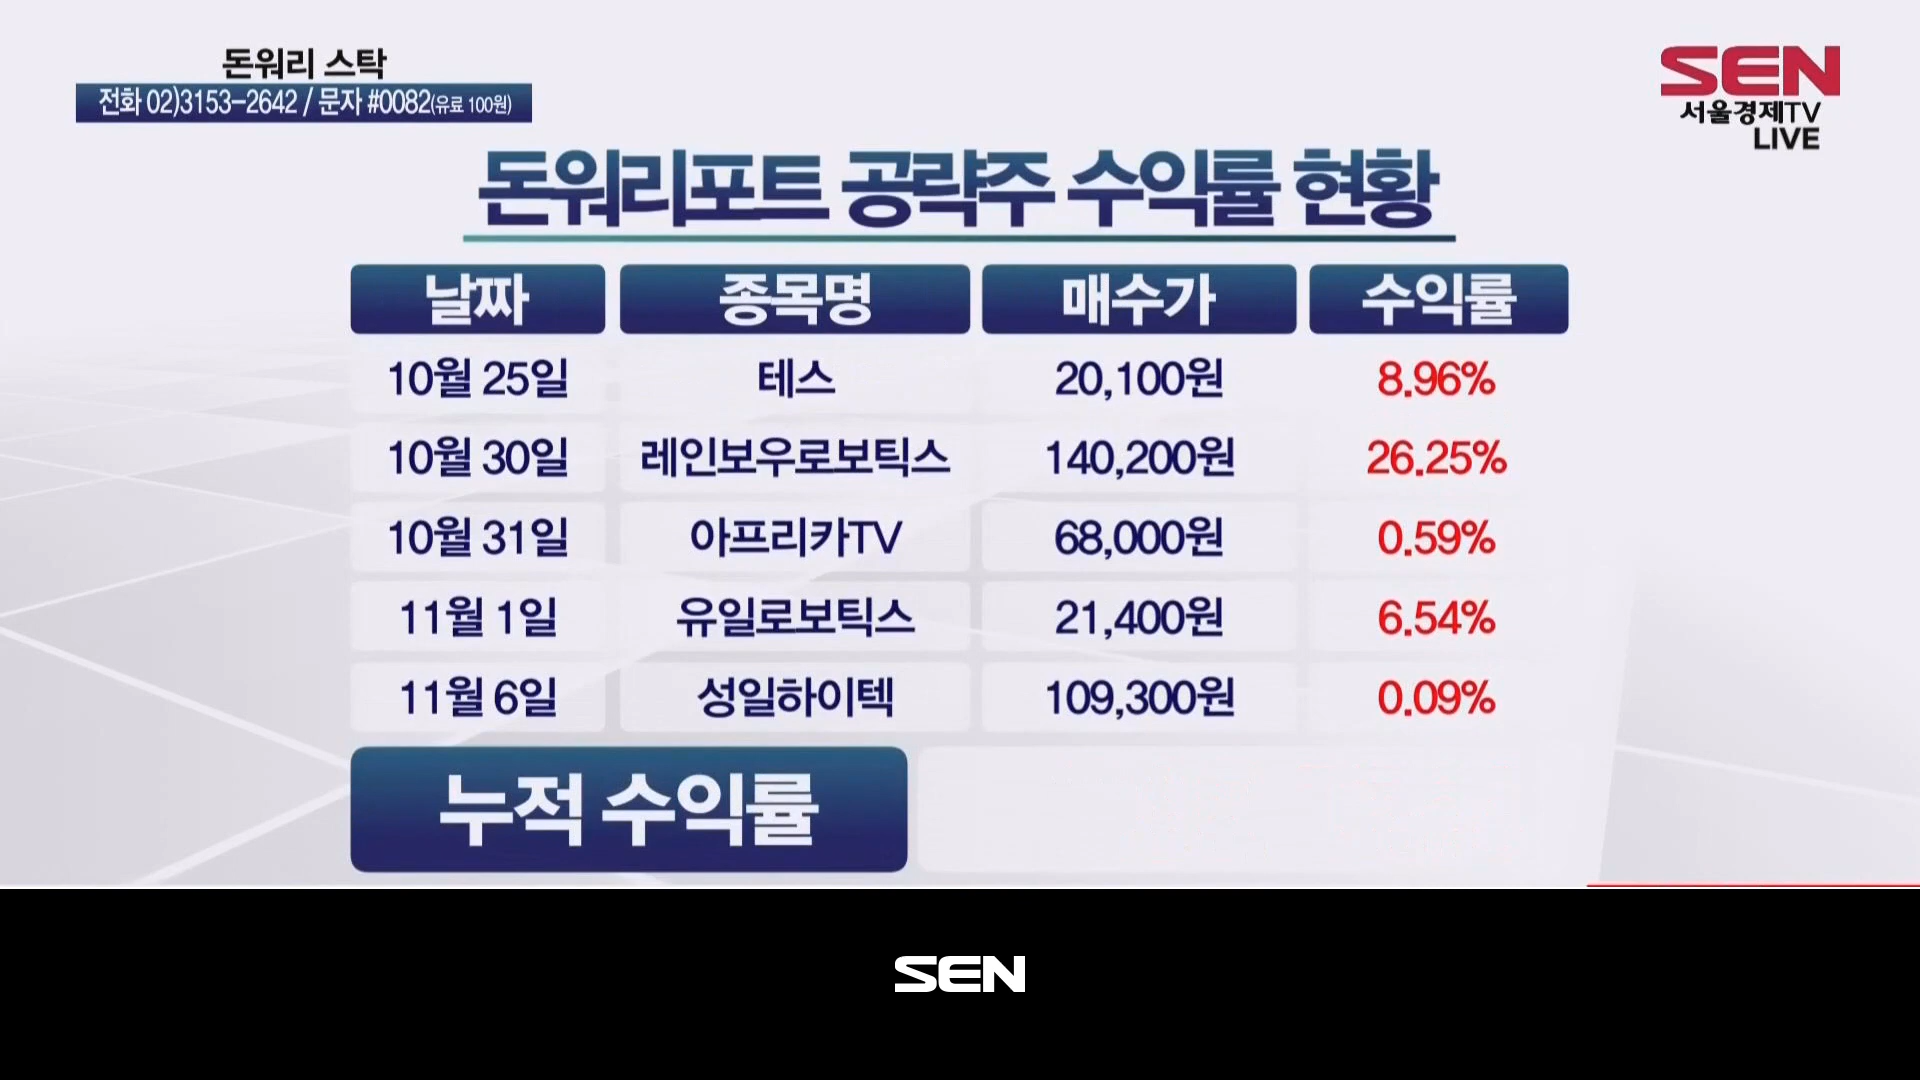 돈워리 스탁
전화 02)3153-2642 / 문자 #0082(유료 100원)
SEN
서울경제TV
LIVE
돈워리포트 공략주 수익률 현황
날짜 종목명 매수가 수익률
10월 25일 테스 20,100원 8.96%
10월 30일 레인보우로보틱스 140,200원 26.25%
10월 31일 아프리카TV 68,000원 0.59%
11월 1일 유일로보틱스 21,400원 6.54%
11월 6일 성일하이텍 109,300원 0.09%
누적 수익률
SEN